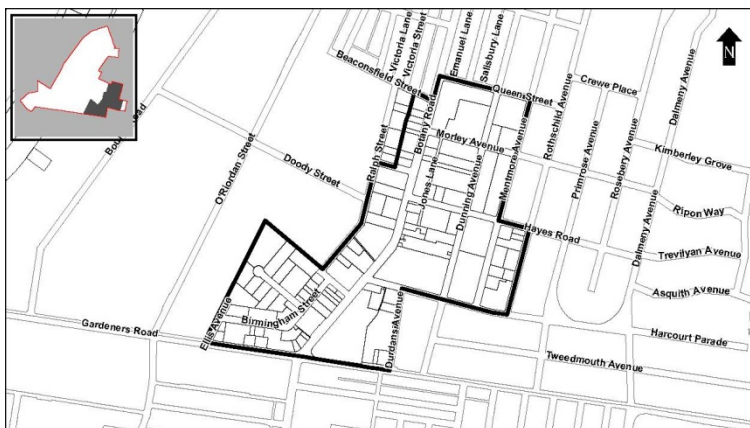 Victoria Lane
Victoria Street
Emanuel Lane
Salisbury Lane
Beaconsfield Street
Queen Street
Crewe Place
Dalmeny Avenue
N
Botany Road
Rothschild Avenue
Morley Avenue
Kimberley Grove
O'Riordan Street
Doody Street
Ralph Street
Jones Lane
Dunning Avenue
Mentmore Avenue
Primrose Avenue
Rosebery Avenue
Ripon Way
Dalmeny Avenue
Hayes Road
Trevilyan Avenue
Asquith Avenue
Gardeners Road
Ellis Avenue
Birmingham Street
Durdans Avenue
Harcourt Parade
Tweedmouth Avenue